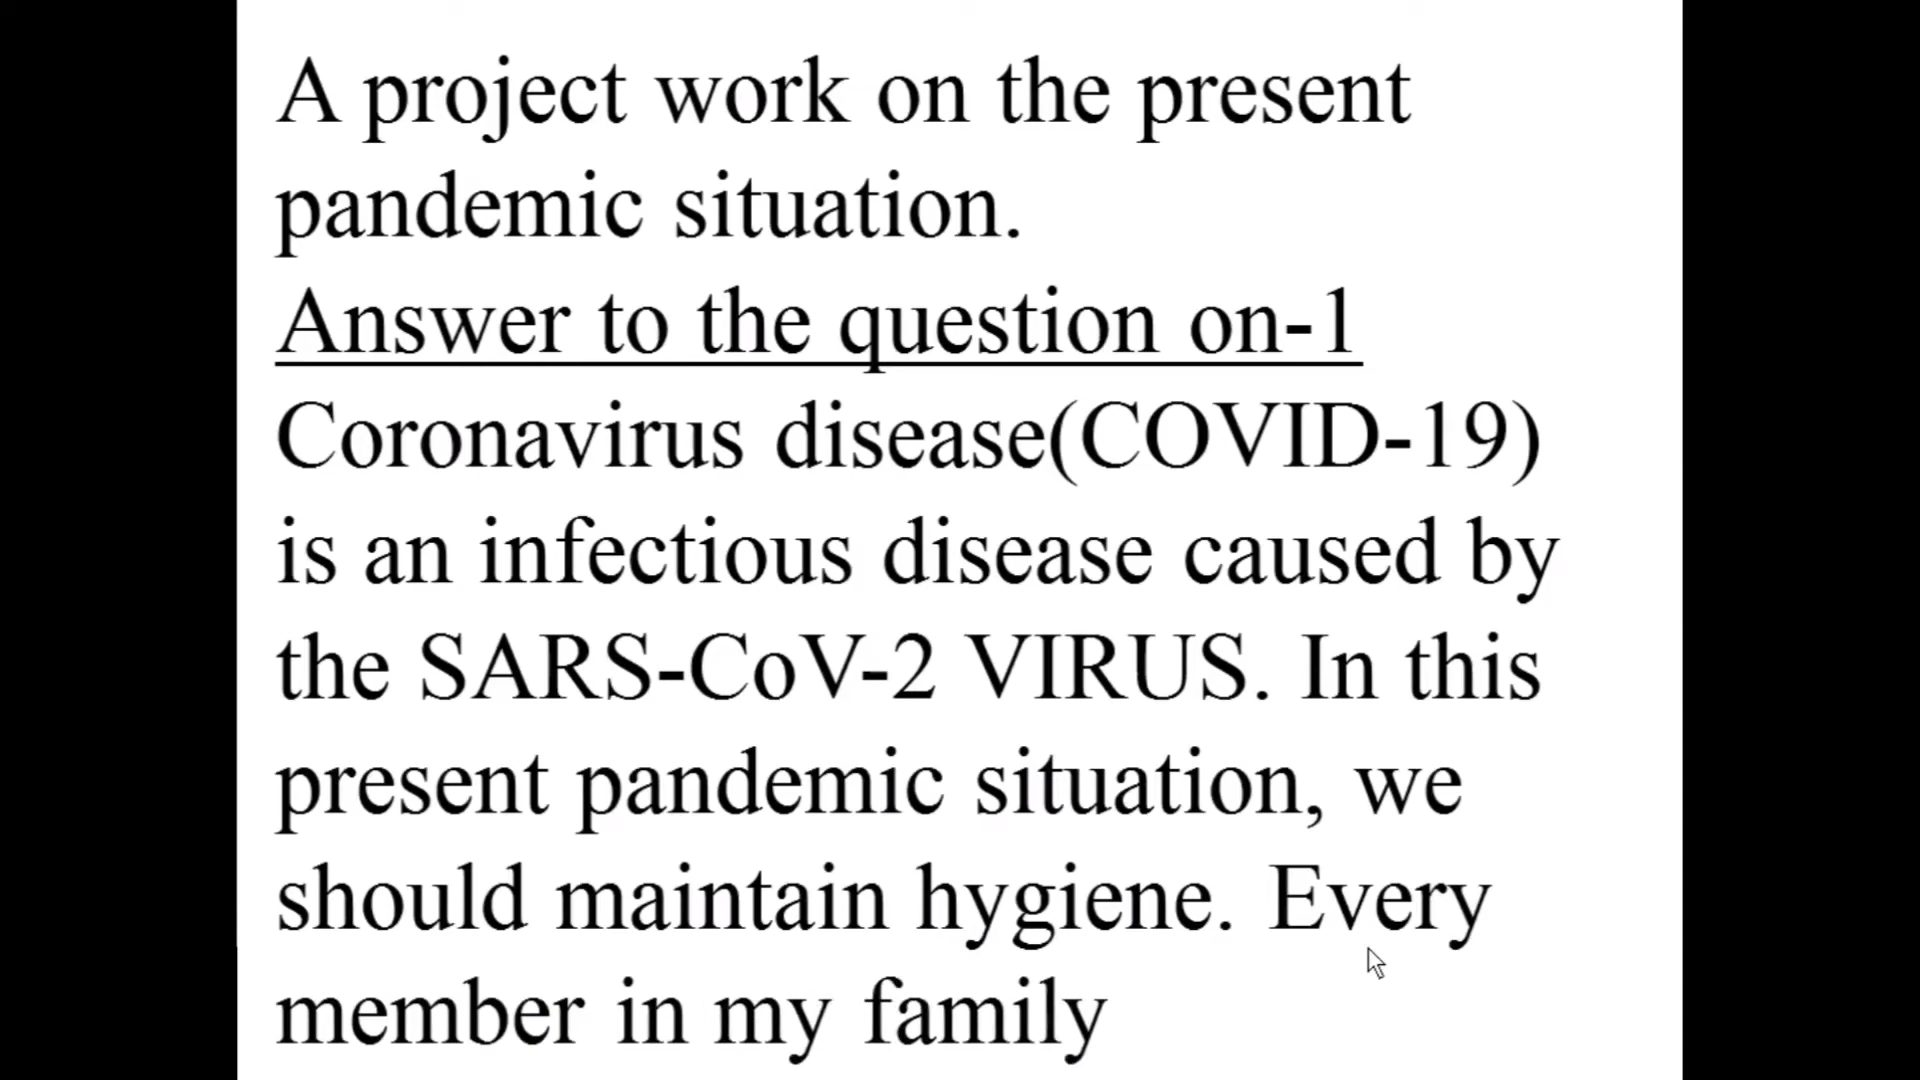 A project work on the present
pandemic situation.
Answer to the question on-1
Coronavirus disease(COVID-19)
is an infectious disease caused by
the SARS-CoV-2 VIRUS. In this
present pandemic situation, we
should maintain hygiene. Every
member in my family